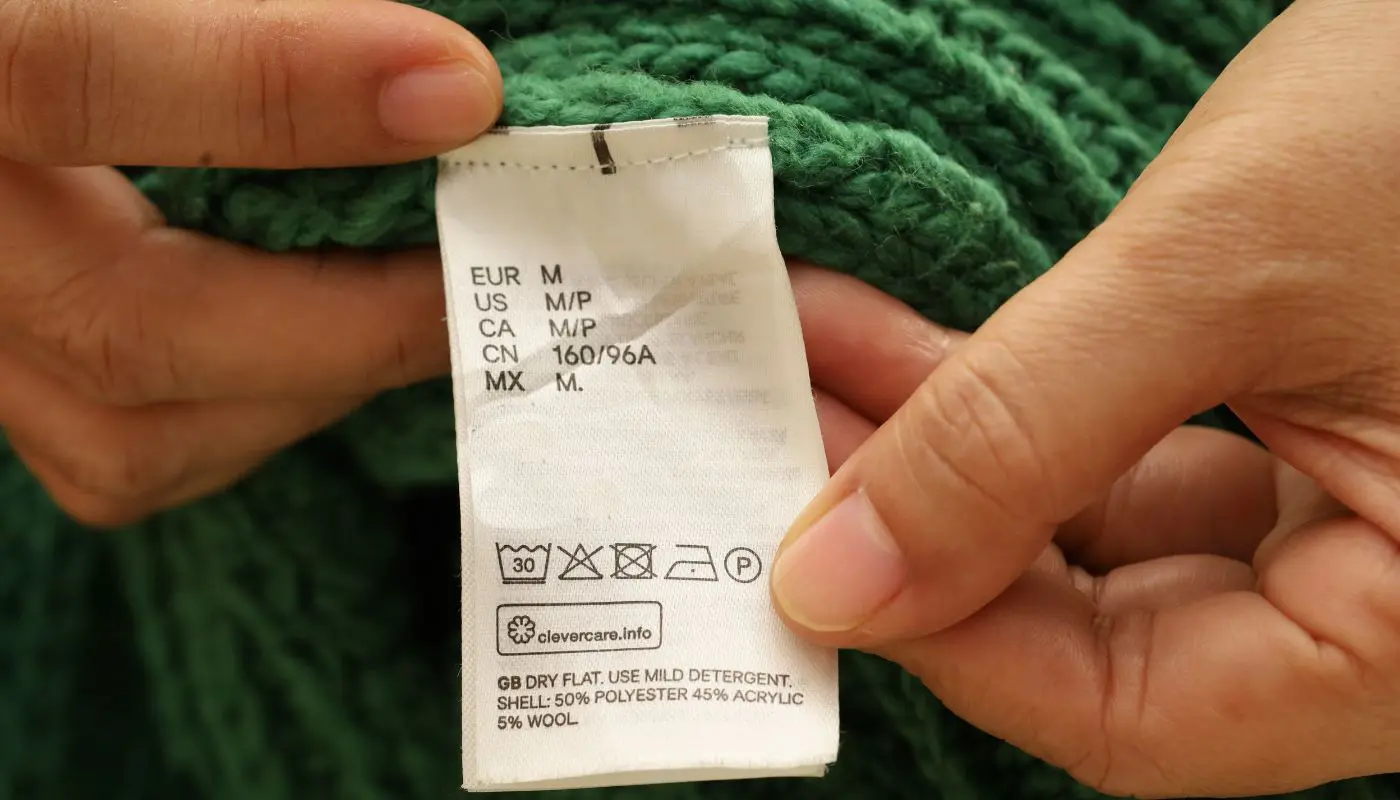 EUR M
US M/P
CA M/P
CN 160/96A
MX M.
30 P
clevercare.info
GB DRY FLAT. USE MILD DETERGENT.
SHELL: 50% POLYESTER 45% ACRYLIC
5% WOOL.